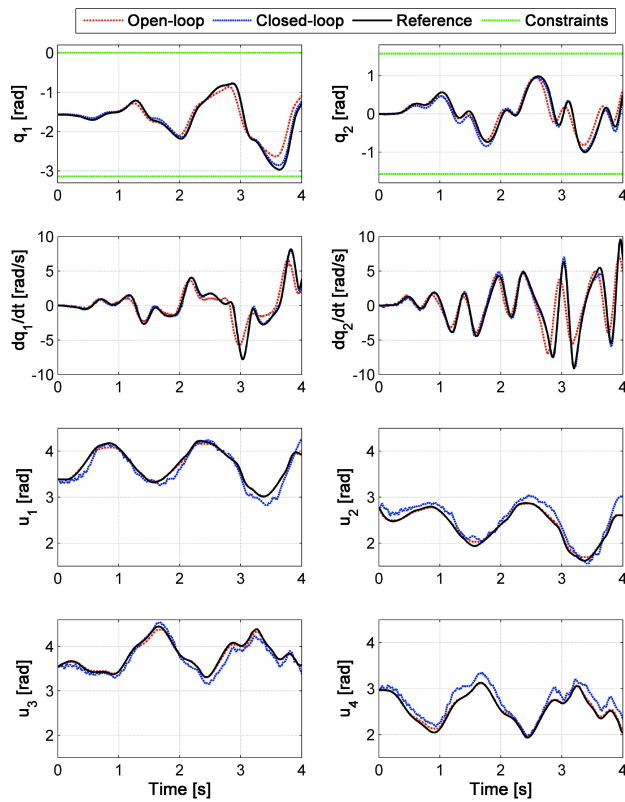 Open-loop Closed-loop Reference Constraints
q1 [rad]
0
-1
-2
-3
0 1 2 3 4
q2 [rad]
1
0
-1
0 1 2 3 4
dq1/dt [rad/s]
10
5
0
-5
-10
0 1 2 3 4
dq2/dt [rad/s]
10
5
0
-5
-10
0 1 2 3 4
u1 [rad]
4
3
2
0 1 2 3 4
u2 [rad]
4
3
2
0 1 2 3 4
u3 [rad]
4
3
2
0 1 2 3 4
Time [s]
u4 [rad]
4
3
2
0 1 2 3 4
Time [s]